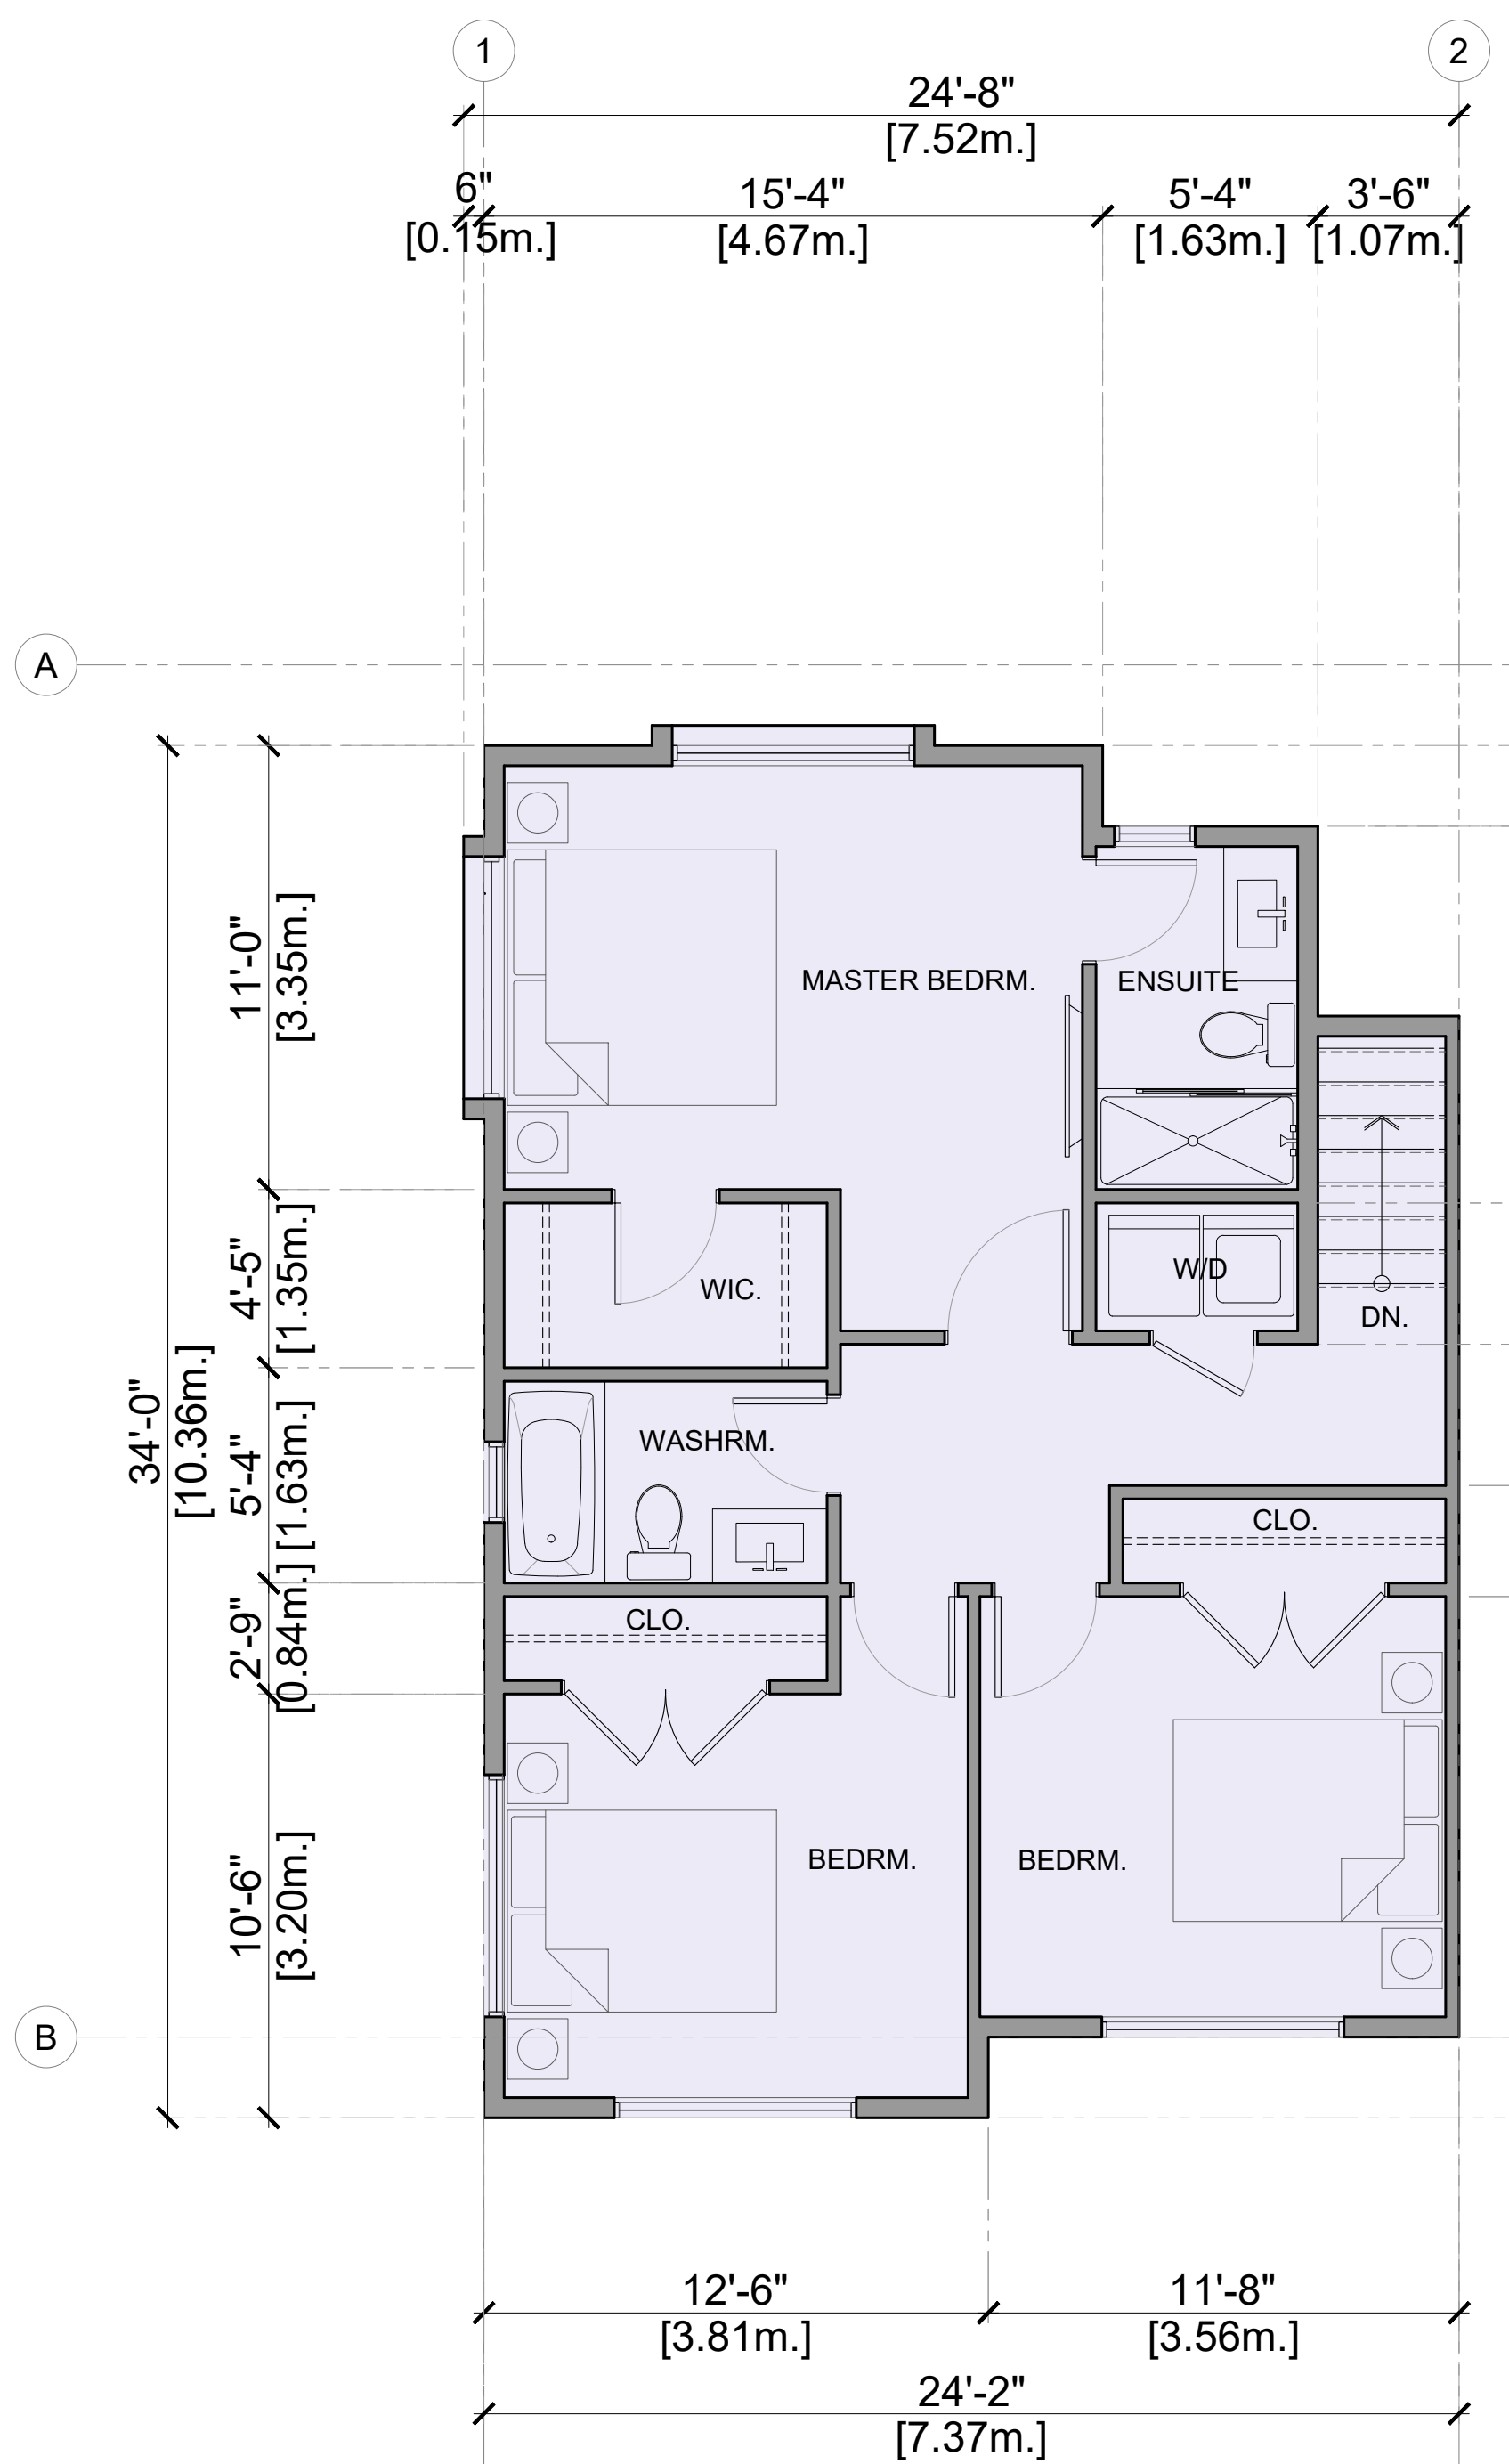 1
2
24'-8"
[7.52m.]
6"
15'-4"
5'-4"
3'-6"
[0.15m.]
[4.67m.]
[1.63m.]
[1.07m.]
A
11'-0"
[3.35m.]
MASTER BEDRM.
ENSUITE
4'-5"
[1.35m.]
WIC.
W/D
DN.
34'-0"
[10.36m.]
5'-4"
[1.63m.]
WASHRM.
CLO.
2'-9"
[0.84m.]
CLO.
10'-6"
[3.20m.]
BEDRM.
BEDRM.
B
12'-6"
[3.81m.]
11'-8"
[3.56m.]
24'-2"
[7.37m.]